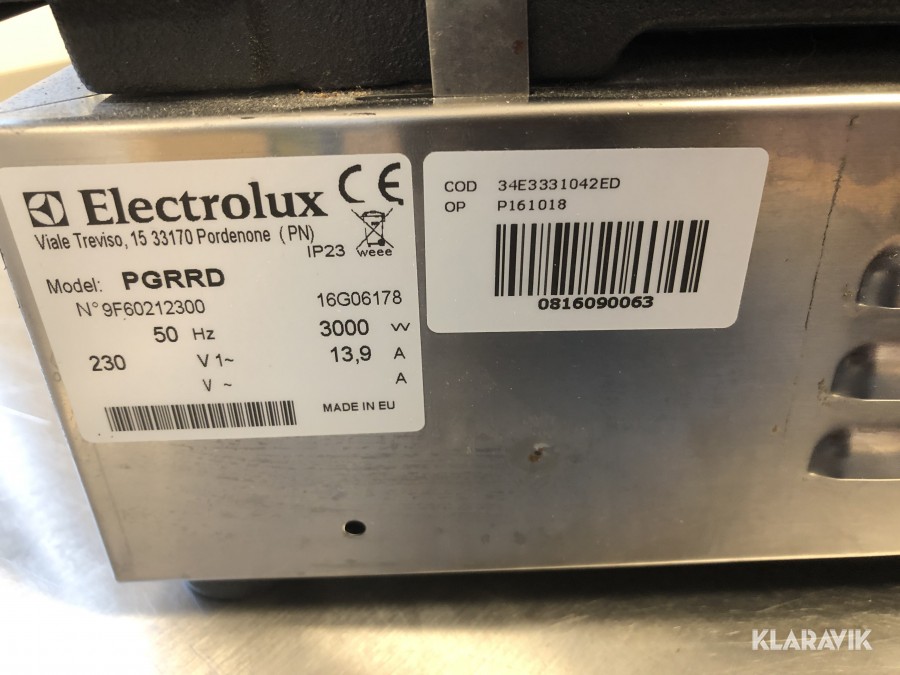 Electrolux CE
Viale Treviso, 15 33170 Pordenone (PN)
IP23 weee
Model: PGRRD
N° 9F60212300 16G06178
50 Hz 3000 W
230 V 1~ 13,9 A
V ~ A
MADE IN EU
COD 34E3331042ED
OP P161018
0816090063
KLARAVIK